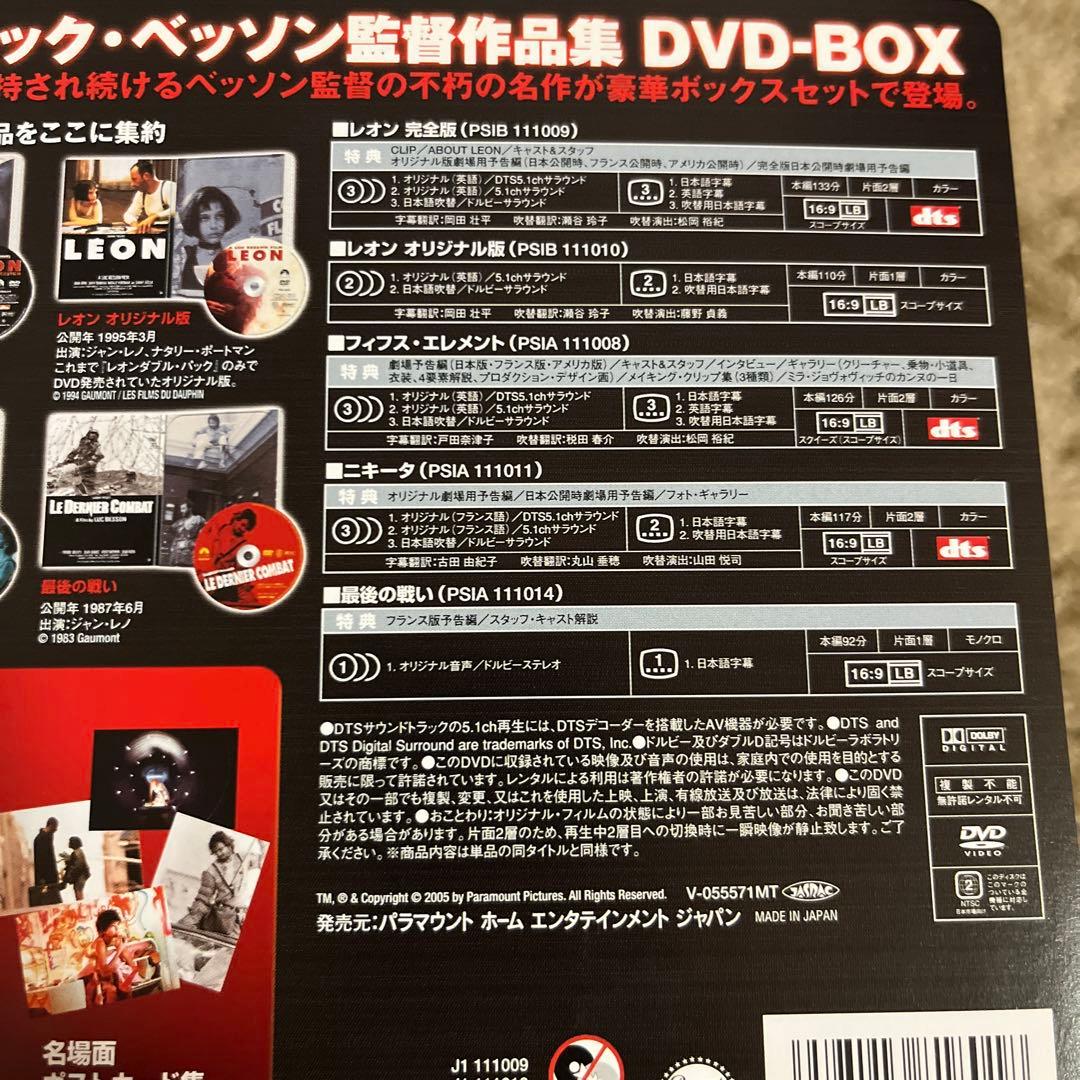 ック・ベッソン監督作品集 DVD-BOX
持され続けるベッソン監督の不朽の名作が豪華ボックスセットで登場。
品をここに集約
LEON
LEON
レオン オリジナル版
公開年 1995年3月
出演:ジャン・レノ、ナタリー・ポートマン
これまで『レオンダブル・パック』のみで
DVD発売されていたオリジナル版。
© 1994 GAUMONT / LES FILMS DU DAUPHIN
LE DERNIER COMBAT
A Film by LUC BESSON
LE DERNIER COMBAT
最後の戦い
公開年 1987年6月
出演:ジャン・レノ
© 1983 Gaumont
名場面
ポストカード集
■レオン 完全版(PSIB 111009)
特典
CLIP/ABOUT LEON/キャスト&スタッフ
オリジナル版劇場用予告編(日本公開時、フランス公開時、アメリカ公開時)/完全版日本公開時劇場用予告編
3
1. オリジナル(英語)/DTS5.1chサラウンド
2. オリジナル(英語)/5.1chサラウンド
3. 日本語吹替/ドルビーサラウンド
3
1. 日本語字幕
2. 英語字幕
3. 吹替用日本語字幕
本編133分 片面2層 カラー
16:9 LB
スコープサイズ
dts
字幕翻訳:岡田 壮平 吹替翻訳:瀬谷 玲子 吹替演出:松岡 裕紀
■レオン オリジナル版(PSIB 111010)
2
1. オリジナル(英語)/5.1chサラウンド
2. 日本語吹替/ドルビーサラウンド
2
1. 日本語字幕
2. 吹替用日本語字幕
本編110分 片面1層 カラー
16:9 LB スコープサイズ
字幕翻訳:岡田 壮平 吹替翻訳:瀬谷 玲子 吹替演出:藤野 貞義
■フィフス・エレメント(PSIA 111008)
特典
劇場予告編(日本版・フランス版・アメリカ版)/キャスト&スタッフ/インタビュー/ギャラリー(クリーチャー、乗物・小道具、
衣装、4要素解説、プロダクション・デザイン画)/メイキング・クリップ集(3種類)/ミラ・ジョヴォヴィッチのカンヌの一日
3
1. オリジナル(英語)/DTS5.1chサラウンド
2. オリジナル(英語)/5.1chサラウンド
3. 日本語吹替/ドルビーサラウンド
3
1. 日本語字幕
2. 英語字幕
3. 吹替用日本語字幕
本編126分 片面2層 カラー
16:9 LB
スクイーズ(スコープサイズ)
dts
字幕翻訳:戸田奈津子 吹替翻訳:税田 春介 吹替演出:松岡 裕紀
■ニキータ(PSIA 111011)
特典
オリジナル劇場用予告編/日本公開時劇場用予告編/フォト・ギャラリー
3
1. オリジナル(フランス語)/DTS5.1chサラウンド
2. オリジナル(フランス語)/5.1chサラウンド
3. 日本語吹替/ドルビーサラウンド
2
1. 日本語字幕
2. 吹替用日本語字幕
本編117分 片面2層 カラー
16:9 LB
スコープサイズ
dts
字幕翻訳:古田 由紀子 吹替翻訳:丸山 垂穂 吹替演出:山田 悦司
■最後の戦い(PSIA 111014)
特典
フランス版予告編/スタッフ・キャスト解説
1
1. オリジナル音声/ドルビーステレオ
1
1. 日本語字幕
本編92分 片面1層 モノクロ
16:9 LB スコープサイズ
●DTSサウンドトラックの5.1ch再生には、DTSデコーダーを搭載したAV機器が必要です。●DTS and
DTS Digital Surround are trademarks of DTS, Inc.●ドルビー及びダブルD記号はドルビーラボラトリ
ーズの商標です。●このDVDに収録されている映像及び音声の使用は、家庭内での使用を目的とする
販売に限って許諾されています。レンタルによる利用は著作権者の許諾が必要になります。●このDVD
又はその一部でも複製、変更、又はこれを使用した上映、上演、有線放送及び放送は、法律により固く禁
止されています。●おことわり:オリジナル・フィルムの状態により一部お見苦しい部分、お聞き苦しい部
分がある場合があります。片面2層のため、再生中2層目への切換時に一瞬映像が静止致します。ご了
承ください。※商品内容は単品の同タイトルと同様です。
DOLBY
DIGITAL
複製不能
無許諾レンタル不可
DVD
VIDEO
2
NTSC
日本市場向け
このディスクは
このマークの
ついている全
機種に対応し
ています。
TM, ® & Copyright © 2005 by Paramount Pictures. All Rights Reserved. V-055571MT JASRAC
発売元:パラマウント ホーム エンタテインメント ジャパン MADE IN JAPAN
J1 111009